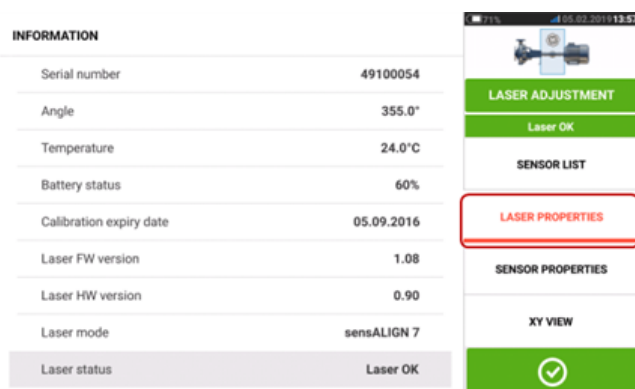 INFORMATION
Serial number 49100054
Angle 355.0°
Temperature 24.0°C
Battery status 60%
Calibration expiry date 05.09.2016
Laser FW version 1.08
Laser HW version 0.90
Laser mode sensALIGN 7
Laser status Laser OK
71% 05.02.2019 13:57
LASER ADJUSTMENT
Laser OK
SENSOR LIST
LASER PROPERTIES
SENSOR PROPERTIES
XY VIEW